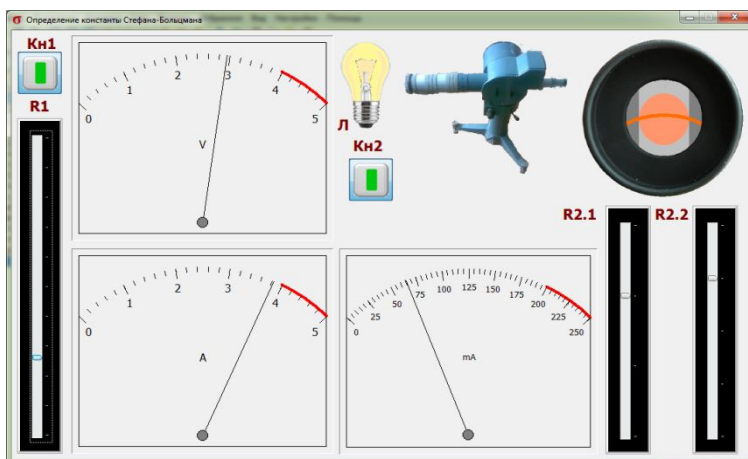 Определение константы Стефана-Больцмана
Кн1
R1
0 1 2 3 4 5
V
Л
Кн2
R2.1 R2.2
0 1 2 3 4 5
A
0 25 50 75 100 125 150 175 200 225 250
mA